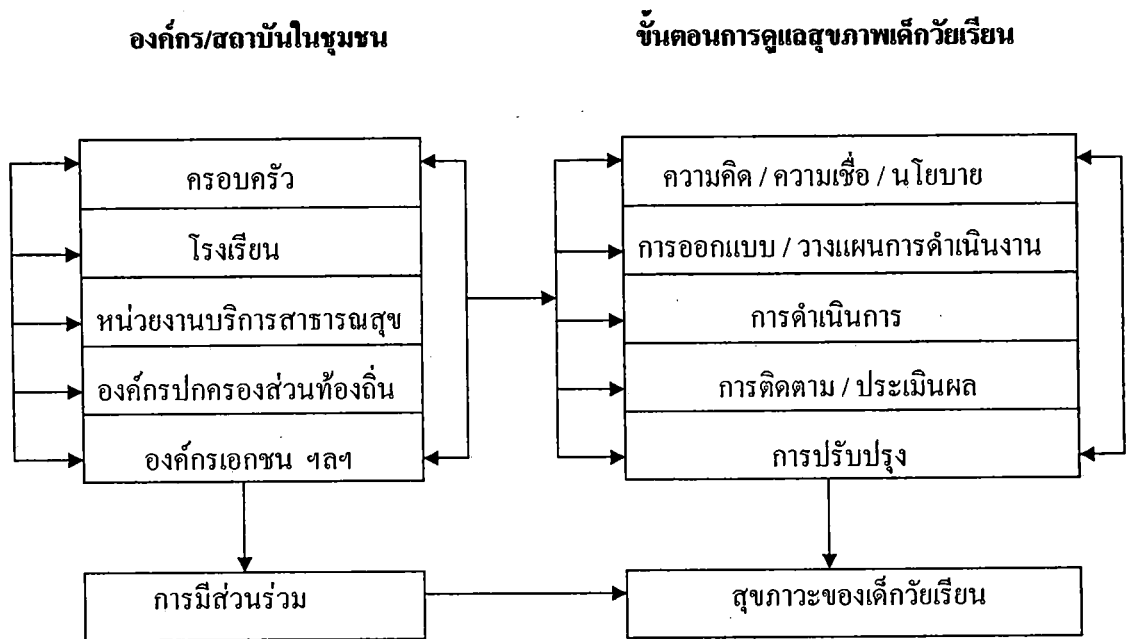 องค์กร/สถาบันในชุมชน
ขั้นตอนการดูแลสุขภาพเด็กวัยเรียน
ครอบครัว
โรงเรียน
หน่วยงานบริการสาธารณสุข
องค์กรปกครองส่วนท้องถิ่น
องค์กรเอกชน ฯลฯ
ความคิด / ความเชื่อ / นโยบาย
การออกแบบ / วางแผนการดำเนินงาน
การดำเนินการ
การติดตาม / ประเมินผล
การปรับปรุง
การมีส่วนร่วม
สุขภาวะของเด็กวัยเรียน